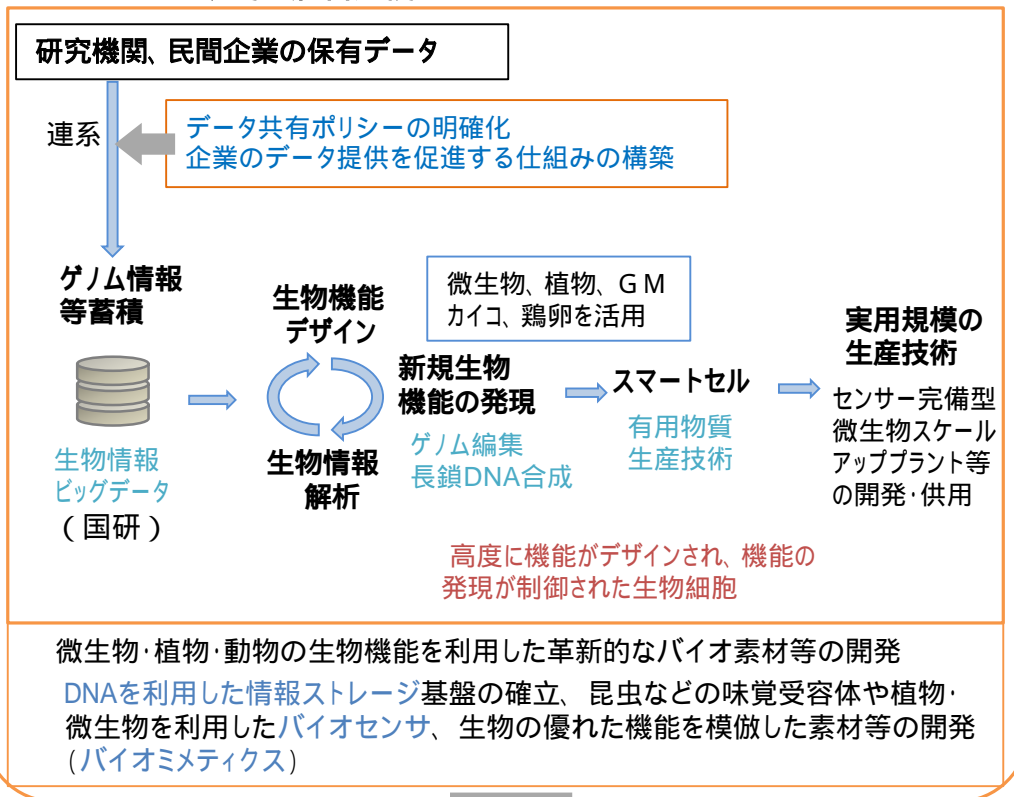 研究機関、民間企業の保有データ
連系
データ共有ポリシーの明確化
企業のデータ提供を促進する仕組みの構築
ゲノム情報
等蓄積
生物情報
ビッグデータ
(国研)
生物機能
デザイン
生物情報
解析
微生物、植物、GM
カイコ、鶏卵を活用
新規生物
機能の発現
ゲノム編集
長鎖DNA合成
スマートセル
有用物質
生産技術
実用規模の
生産技術
センサー完備型
微生物スケール
アッププラント等
の開発・供用
高度に機能がデザインされ、機能の
発現が制御された生物細胞
微生物・植物・動物の生物機能を利用した革新的なバイオ素材等の開発
DNAを利用した情報ストレージ基盤の確立、昆虫などの味覚受容体や植物・
微生物を利用したバイオセンサ、生物の優れた機能を模倣した素材等の開発
(バイオミメティクス)